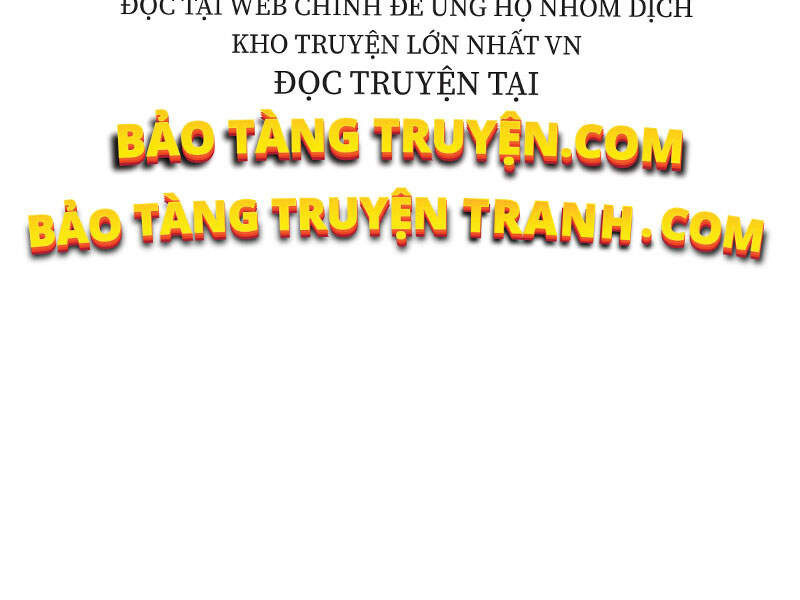 ĐỌC TẠI WEB CHÍNH ĐỂ ỦNG HỘ NHÓM DỊCH
KHO TRUYỆN LỚN NHẤT VN
ĐỌC TRUYỆN TẠI
BẢO TÀNG TRUYỆN.COM
BẢO TÀNG TRUYỆN TRANH.COM